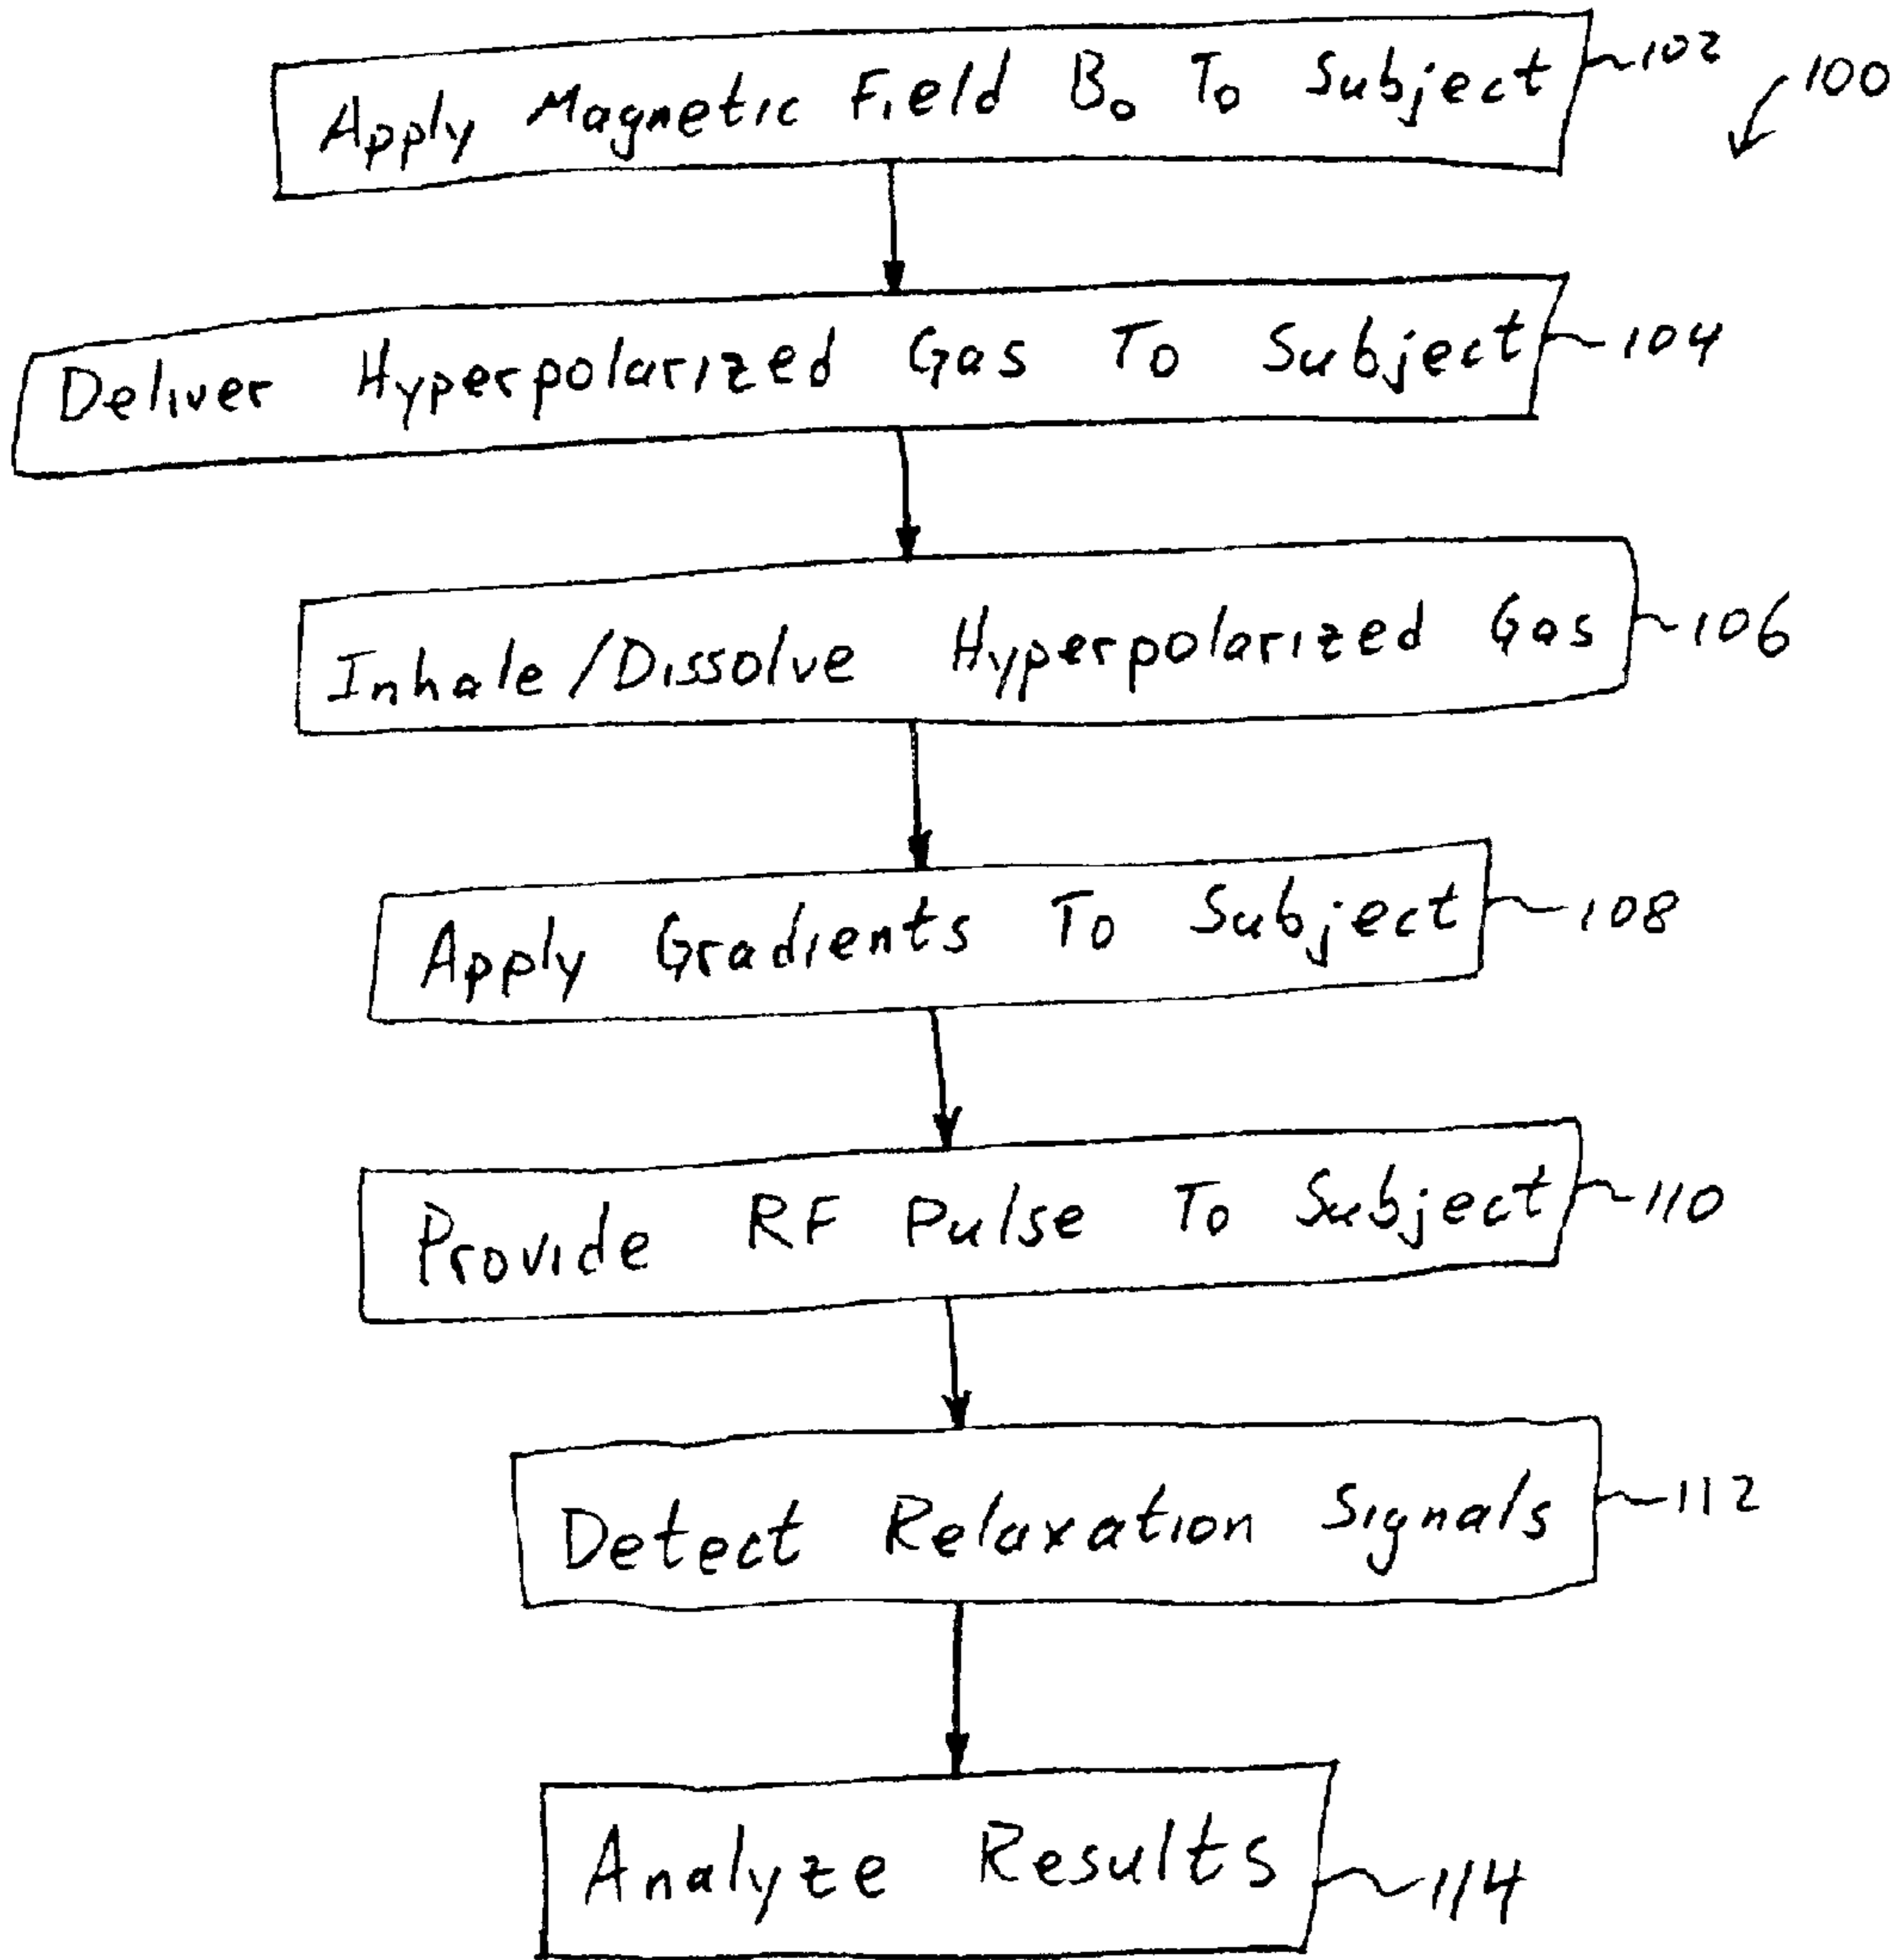 Apply Magnetic Field B₀ To Subject 102
100
Deliver Hyperpolarized Gas To Subject 104
Inhale/Dissolve Hyperpolarized Gas 106
Apply Gradients To Subject 108
Provide RF Pulse To Subject 110
Detect Relaxation Signals 112
Analyze Results 114